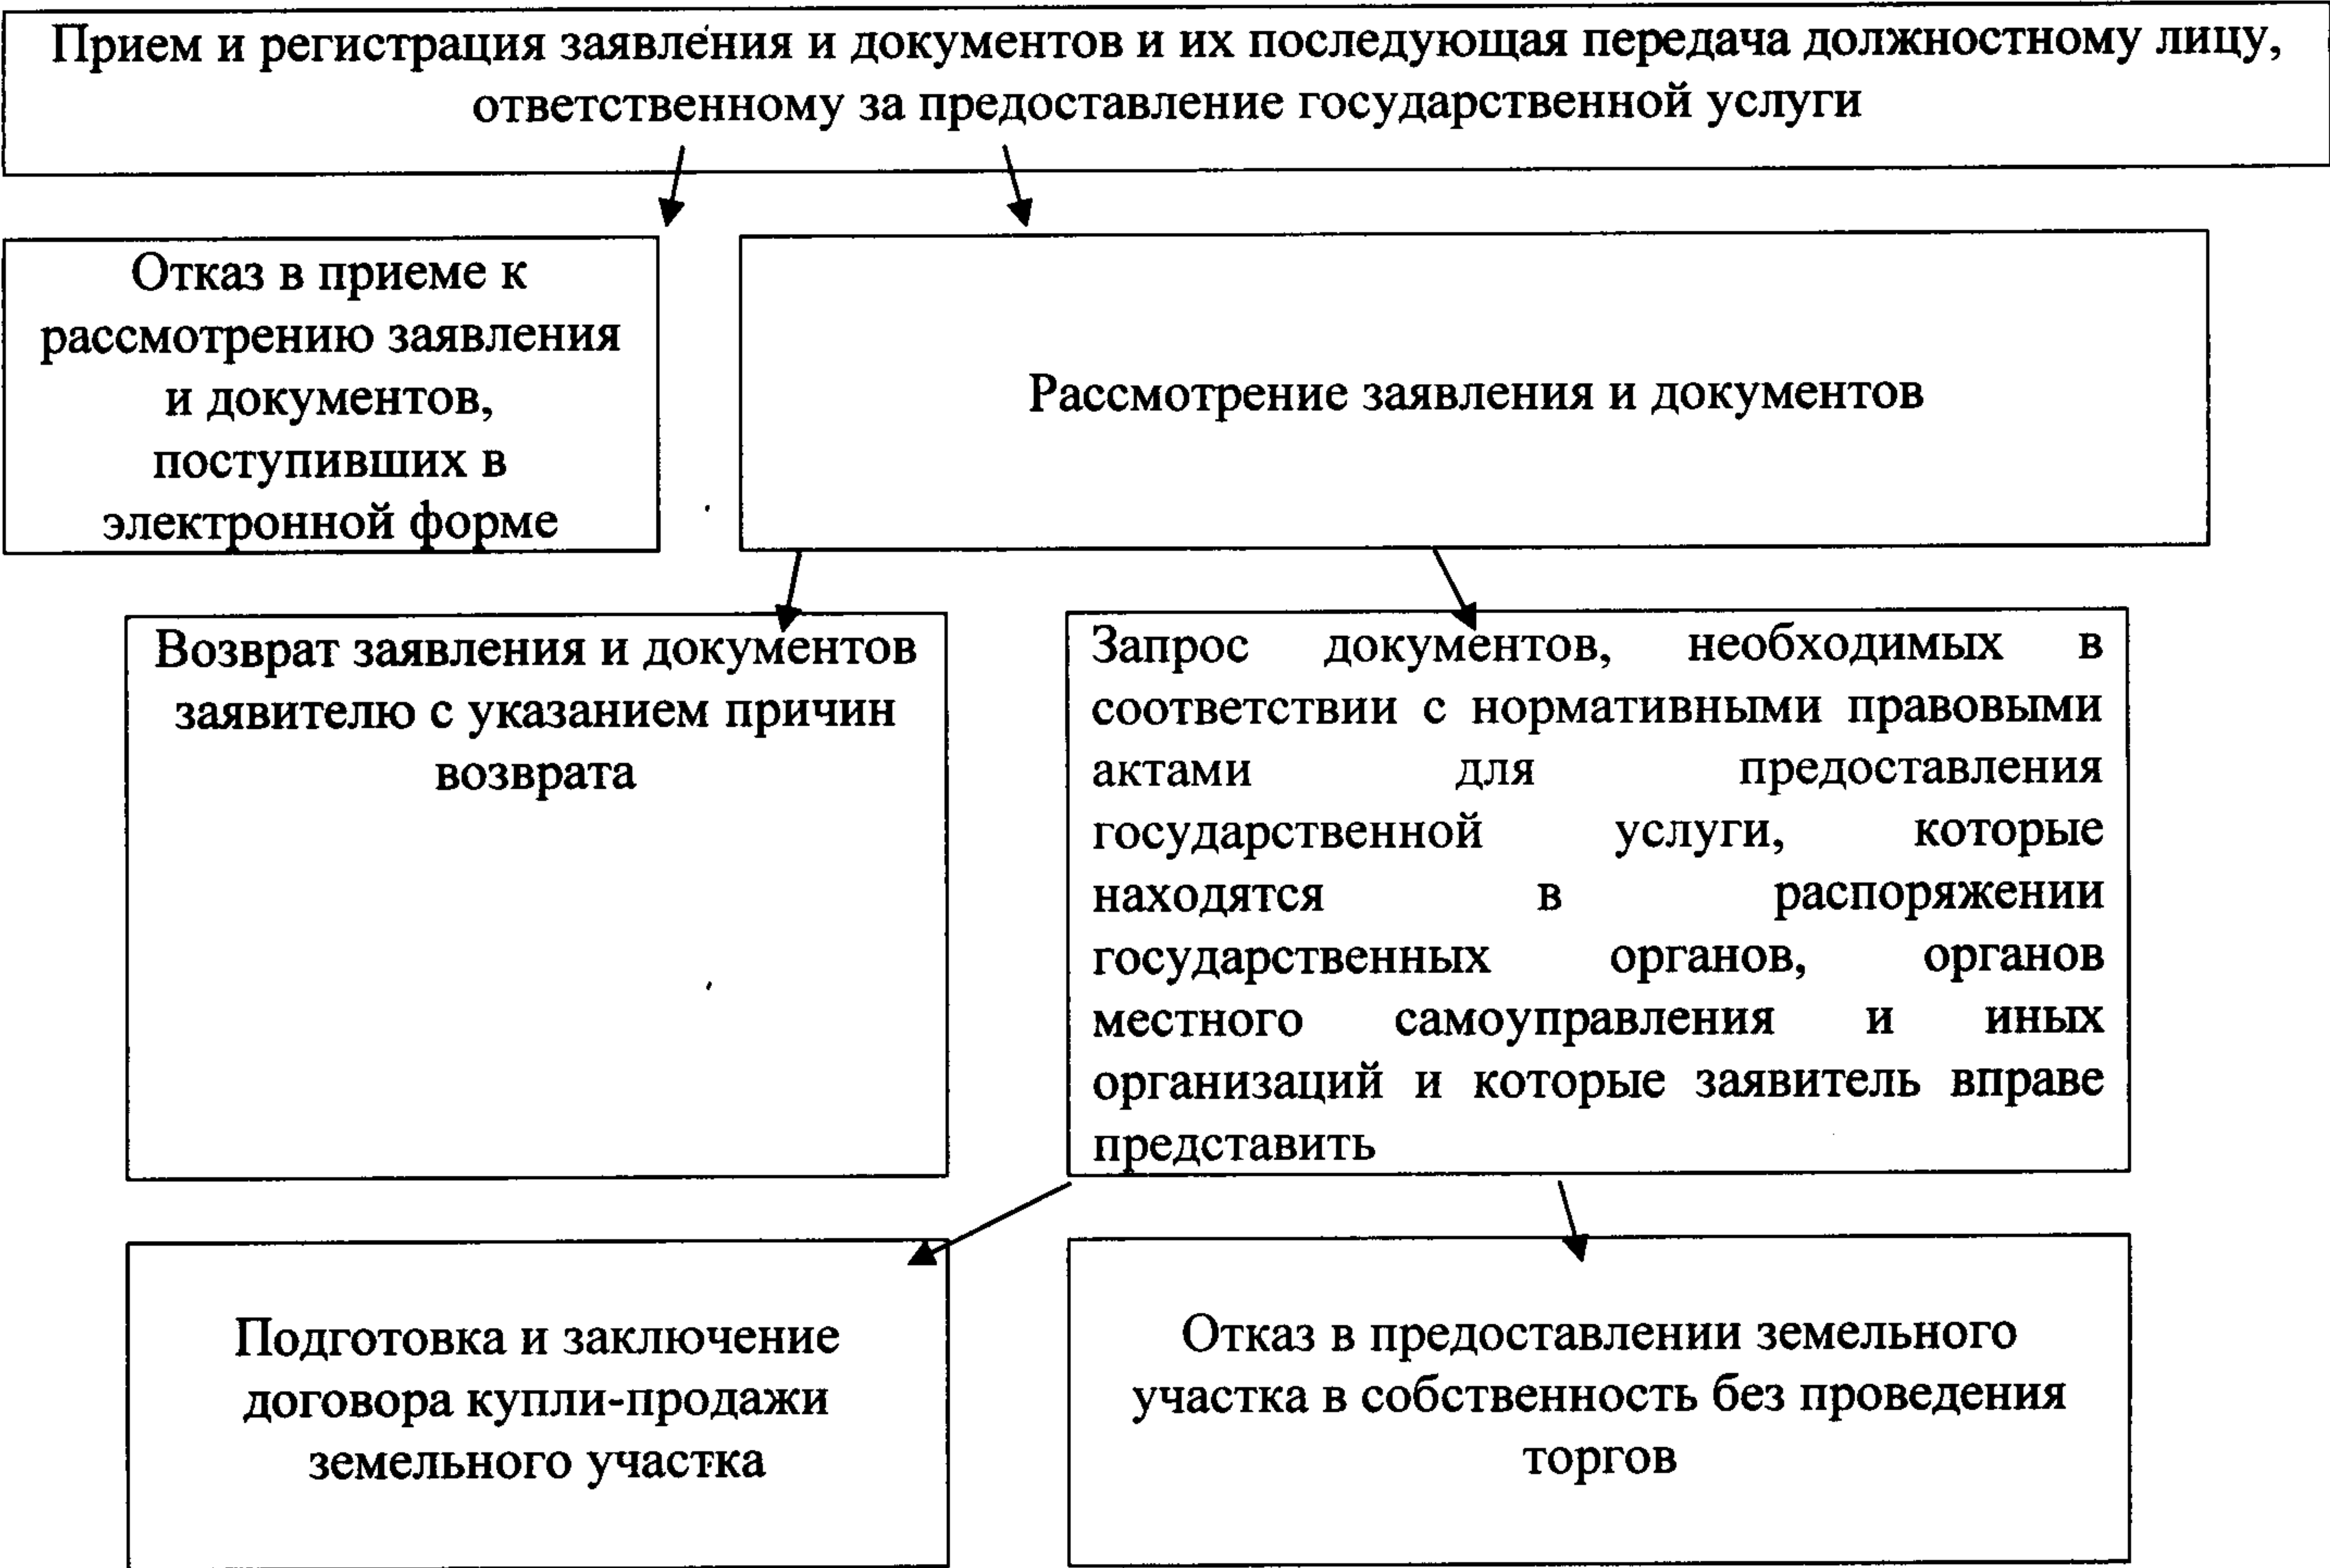 Прием и регистрация заявления и документов и их последующая передача должностному лицу,
ответственному за предоставление государственной услуги
Отказ в приеме к
рассмотрению заявления
и документов,
поступивших в
электронной форме
Рассмотрение заявления и документов
Возврат заявления и документов
заявителю с указанием причин
возврата
Запрос документов, необходимых в
соответствии с нормативными правовыми
актами для предоставления
государственной услуги, которые
находятся в распоряжении
государственных органов, органов
местного самоуправления и иных
организаций и которые заявитель вправе
представить
Подготовка и заключение
договора купли-продажи
земельного участка
Отказ в предоставлении земельного
участка в собственность без проведения
торгов